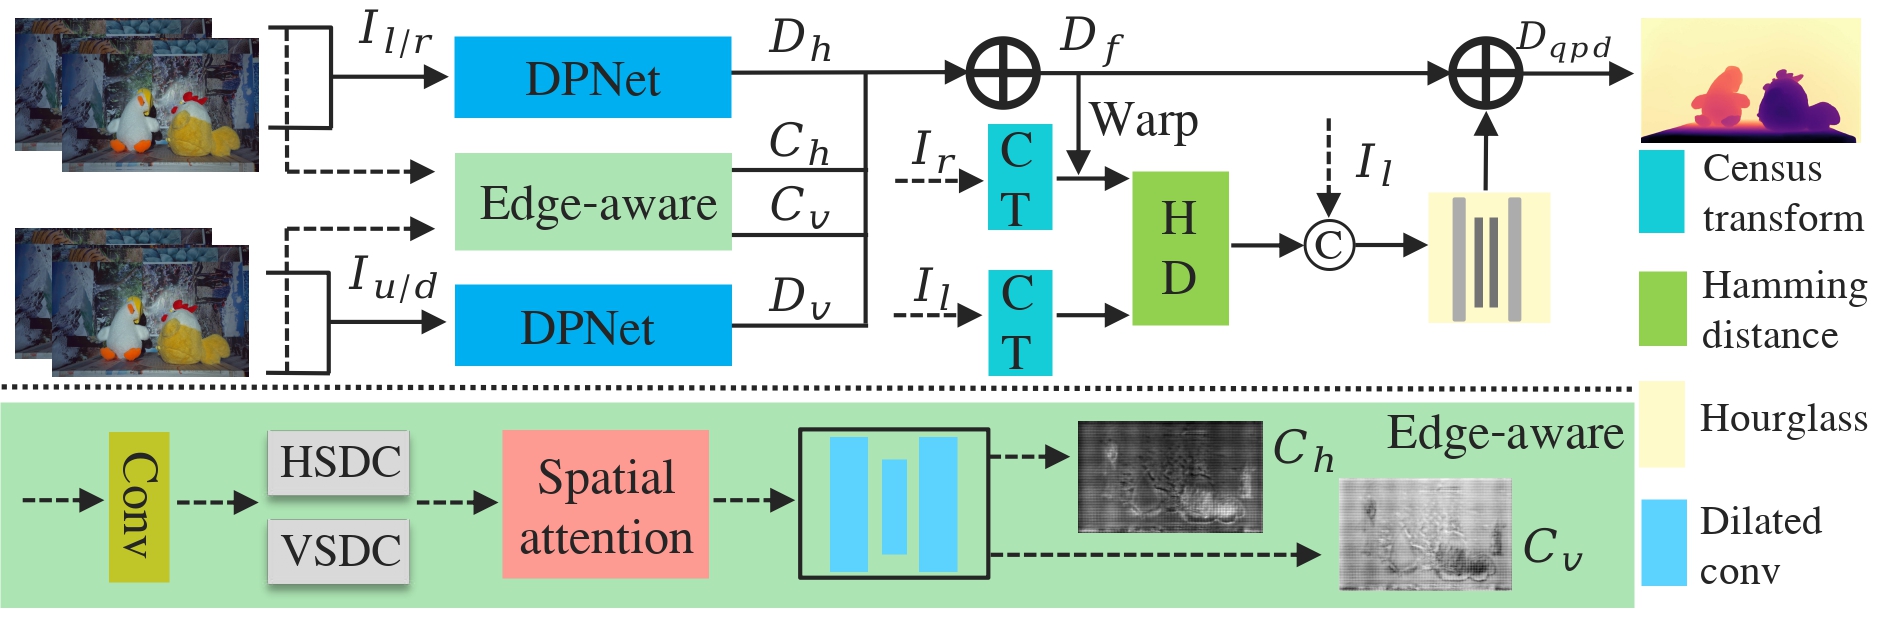 I_{l/r}
DPNet
D_h
D_f
D_{qpd}
Warp
C_h
I_r
C
T
I_l
Census
transform
Edge-aware
C_v
H
D
C
I_{u/d}
DPNet
D_v
I_l
C
T
Hamming
distance
Hourglass
Conv
HSDC
VSDC
Spatial
attention
C_h
Edge-aware
C_v
Dilated
conv